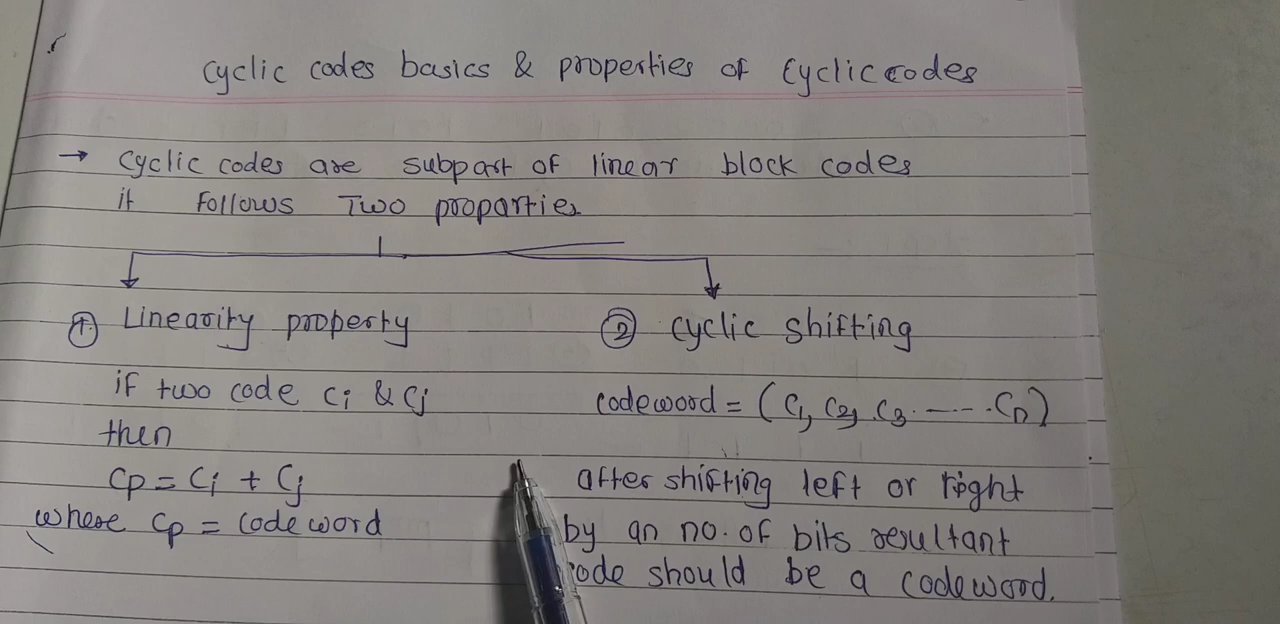 cyclic codes basics & properties of cyclic codes
→ cyclic codes are subpart of linear block codes
it follows Two proparties
① Linearity property
if two code Ci & Cj
then
Cp = Ci + Cj
where Cp = codeword
② cyclic shifting
codeword = (C1, C2, C3 ----- Cn)
after shifting left or right
by an no. of bits resultant
code should be a codeword.